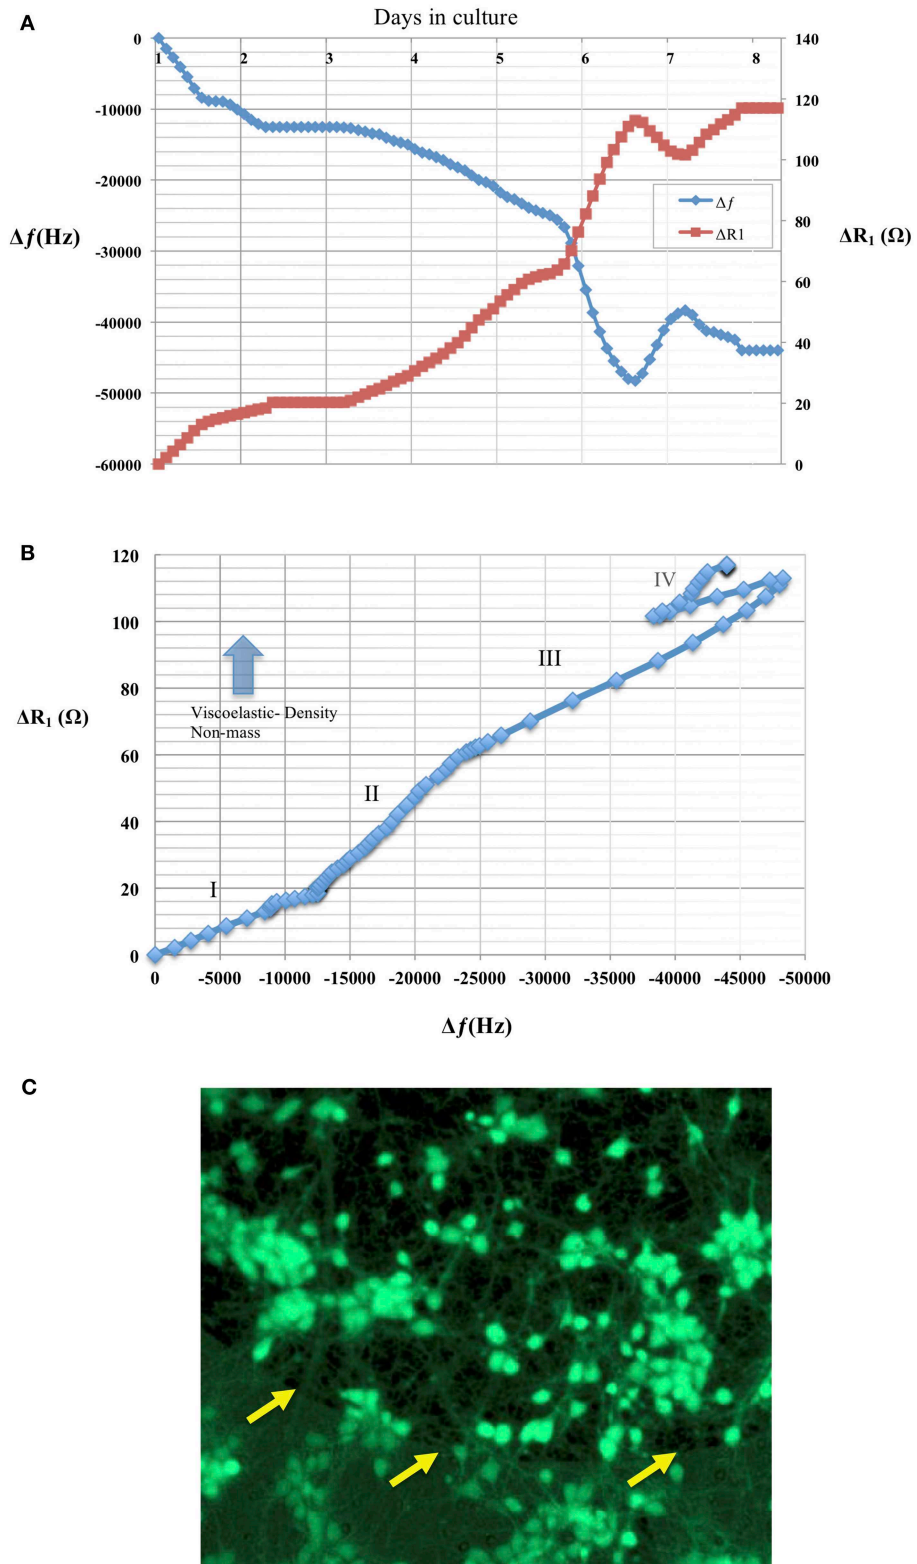 A
Days in culture
0
-10000
-20000
-30000
-40000
-50000
-60000
1 2 3 4 5 6 7 8
140
120
100
80
60
40
20
0
Δf(Hz)
ΔR1 (Ω)
Δf
ΔR1
B
120
100
80
60
40
20
0
ΔR1 (Ω)
IV
III
Viscoelastic- Density
Non-mass
II
I
0 -5000 -10000 -15000 -20000 -25000 -30000 -35000 -40000 -45000 -50000
Δf(Hz)
C